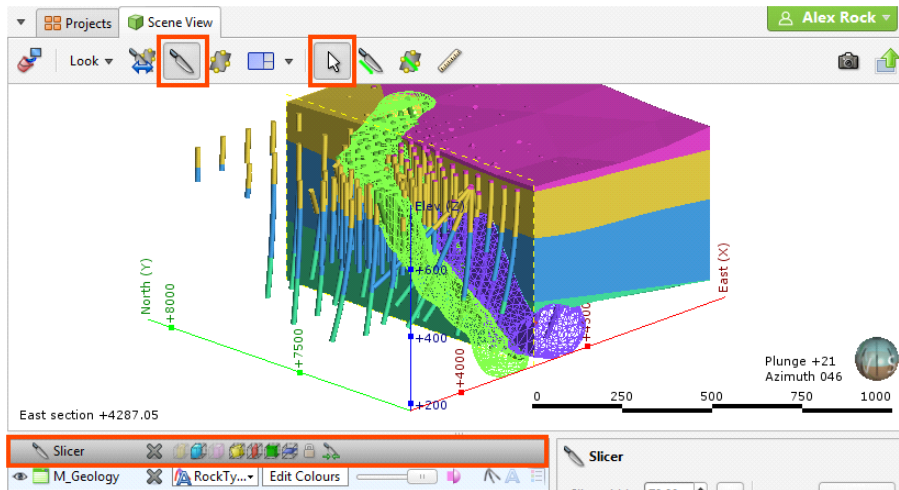 Projects Scene View Alex Rock
Look
Elev (Z)
+600
+400
+200
North (Y)
+8000
+7500
East (X)
+4000
Plunge +21
Azimuth 046
0 250 500 750 1000
East section +4287.05
Slicer
Slicer
M_Geology RockTy... Edit Colours